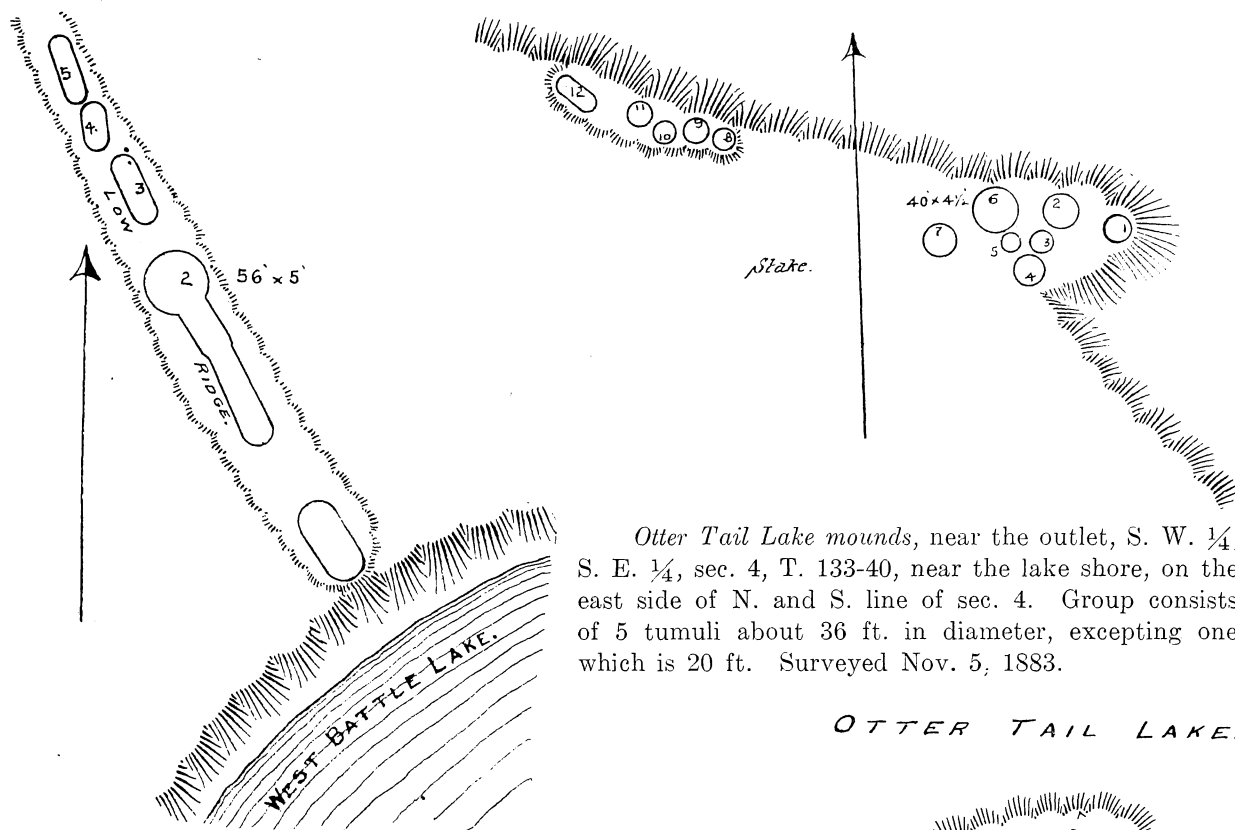 5
4
3
LOW
2
56' x 5'
RIDGE.
WEST BATTLE LAKE.
12
11
10
9
8
40' x 4½'
6
2
1
7
5
3
4
Stake.
Otter Tail Lake mounds, near the outlet, S. W. ¼,
S. E. ¼, sec. 4, T. 133-40, near the lake shore, on the
east side of N. and S. line of sec. 4. Group consists
of 5 tumuli about 36 ft. in diameter, excepting one
which is 20 ft. Surveyed Nov. 5, 1883.
OTTER TAIL LAKE.